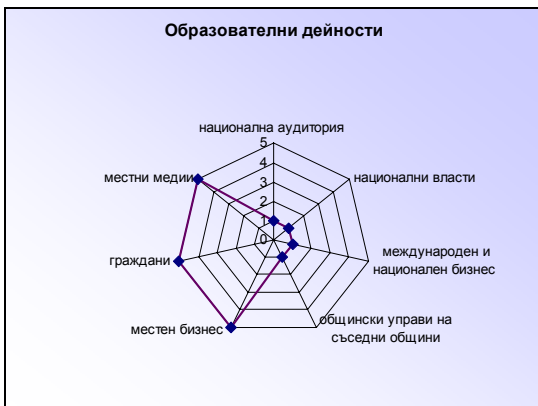 Образователни дейности
национална аудитория
5
4
3
2
1
0
национални власти
международен и
национален бизнес
общински управи на
съседни общини
местен бизнес
граждани
местни медии